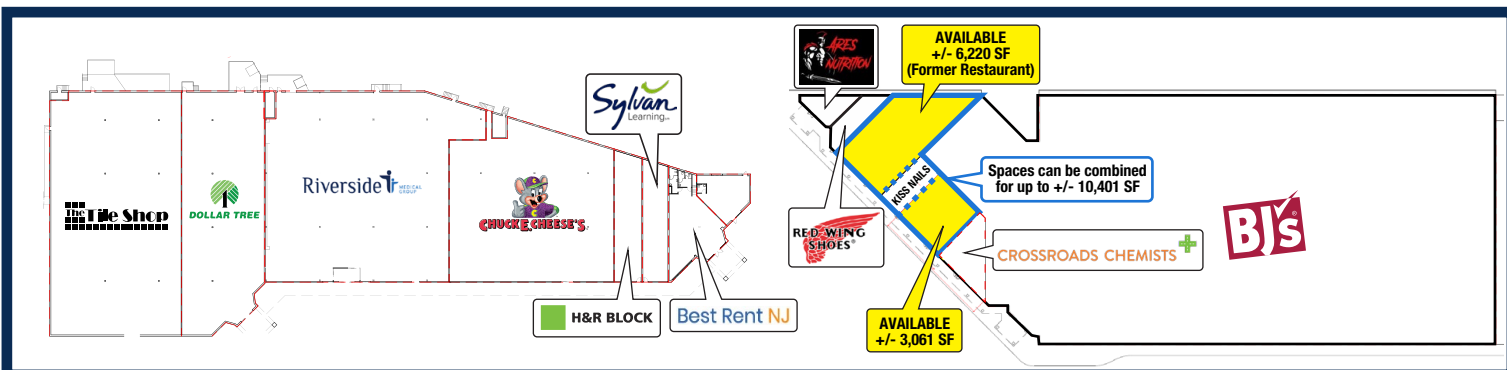 The Tile Shop
DOLLAR TREE
Riverside
MEDICAL
GROUP
CHUCK E. CHEESE'S
Sylvan
Learning
H&R BLOCK
Best Rent NJ
ARES
NUTRITION
AVAILABLE
+/- 6,220 SF
(Former Restaurant)
RED WING
SHOES®
KISS NAILS
Spaces can be combined
for up to +/- 10,401 SF
CROSSROADS CHEMISTS
AVAILABLE
+/- 3,061 SF
BJ's®